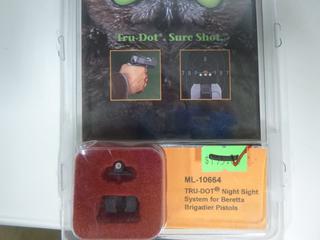 Tru-Dot®. Sure Shot.
ML-10664
TRU-DOT® Night Sight
System for Beretta
Brigadier Pistols